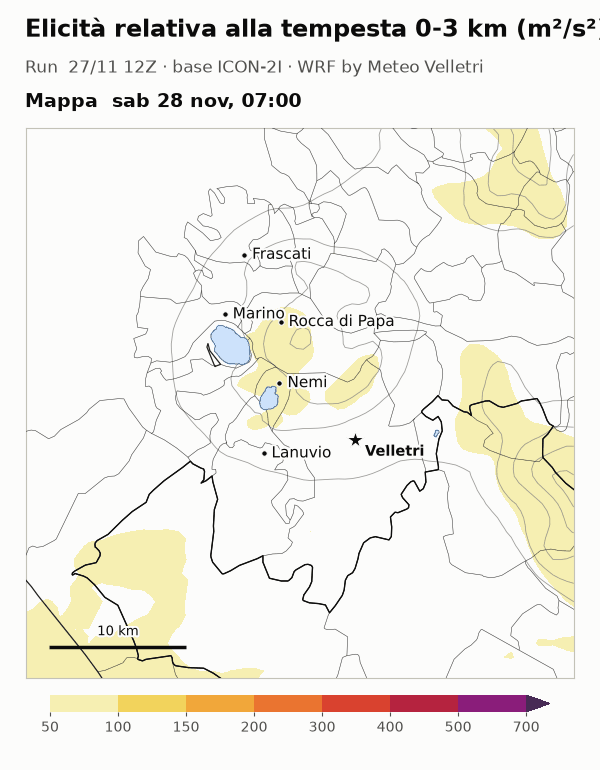 Elicità relativa alla tempesta 0-3 km (m²/s²)
Run  27/11 12Z · base ICON-2I · WRF by Meteo Velletri
Mappa  sab 28 nov, 07:00
Frascati
Marino
Rocca di Papa
Nemi
Velletri
Lanuvio
10 km
50 100 150 200 300 400 500 700